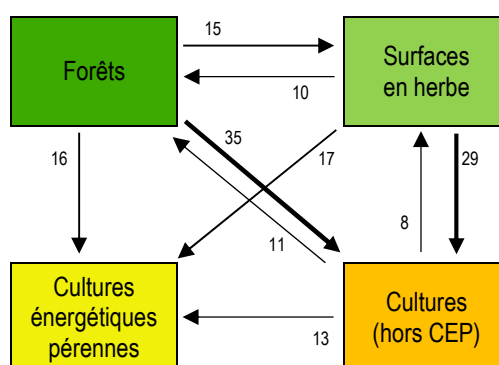 15
Forêts
Surfaces
en herbe
10
35
16
17
29
11
8
Cultures
énergétiques
pérennes
Cultures
(hors CEP)
13